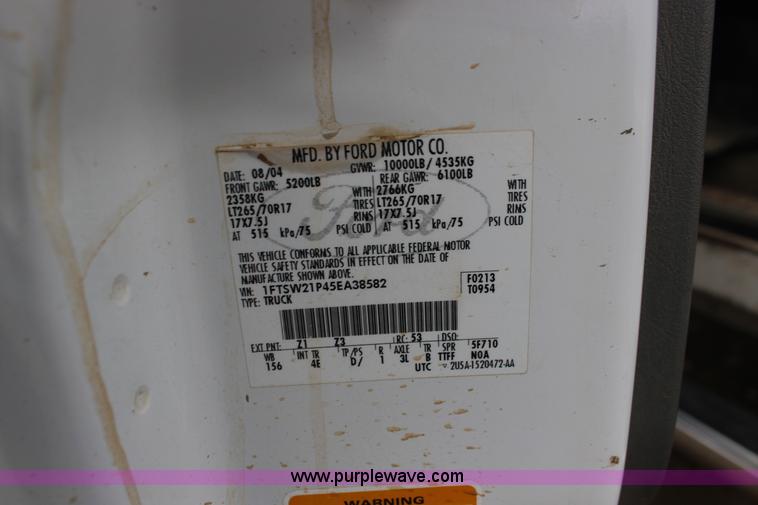 MFD. BY FORD MOTOR CO.
DATE: 08/04 GVWR: 10000LB/ 4535KG
FRONT GAWR: 5200LB REAR GAWR: 6100LB
2358KG WITH 2766KG WITH
LT265/70R17 TIRES LT265/70R17 TIRES
17X7.5J RIMS 17X7.5J RIMS
AT 515 kPa/75 PSI COLD AT 515 kPa/75 PSI COLD
Ford
THIS VEHICLE CONFORMS TO ALL APPLICABLE FEDERAL MOTOR
VEHICLE SAFETY STANDARDS IN EFFECT ON THE DATE OF
MANUFACTURE SHOWN ABOVE.
VIN: 1FTSW21P45EA38582 F0213
TYPE: TRUCK T0954
EXT PNT: Z1 Z3 RC: 53 DSO:
WB INT TR TP/PS R AXLE TR SPR 5F710
156 4E D/ 1 3L B TTFF NOA
UTC 2U5A-1520472-AA
www.purplewave.com
WARNING